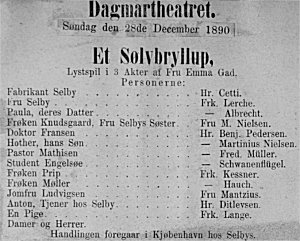 Dagmartheatret.
Søndag den 28de December 1890
Et Sølvbryllup,
Lystspil i 3 Akter af Fru Emma Gad.
Personerne:
Fabrikant Selby Hr. Cetti.
Fru Selby Frk. Lerche.
Paula, deres Datter — Albrecht.
Frøken Knudsgaard, Fru Selbys Søster Fru M. Nielsen.
Doktor Fransen Hr. Benj. Pedersen.
Hother, hans Søn — Martinius Nielsen.
Pastor Mathisen — Fred. Müller.
Student Engelsøe — Schwanenflügel.
Frøken Prip Frk. Kessner.
Frøken Møller — Hauch.
Jomfru Ludvigsen Fru Mantzius.
Anton, Tjener hos Selby Hr. Ditlevsen.
En Pige Frk. Lange.
Damer og Herrer.
Handlingen foregaar i Kjøbenhavn hos Selbys.